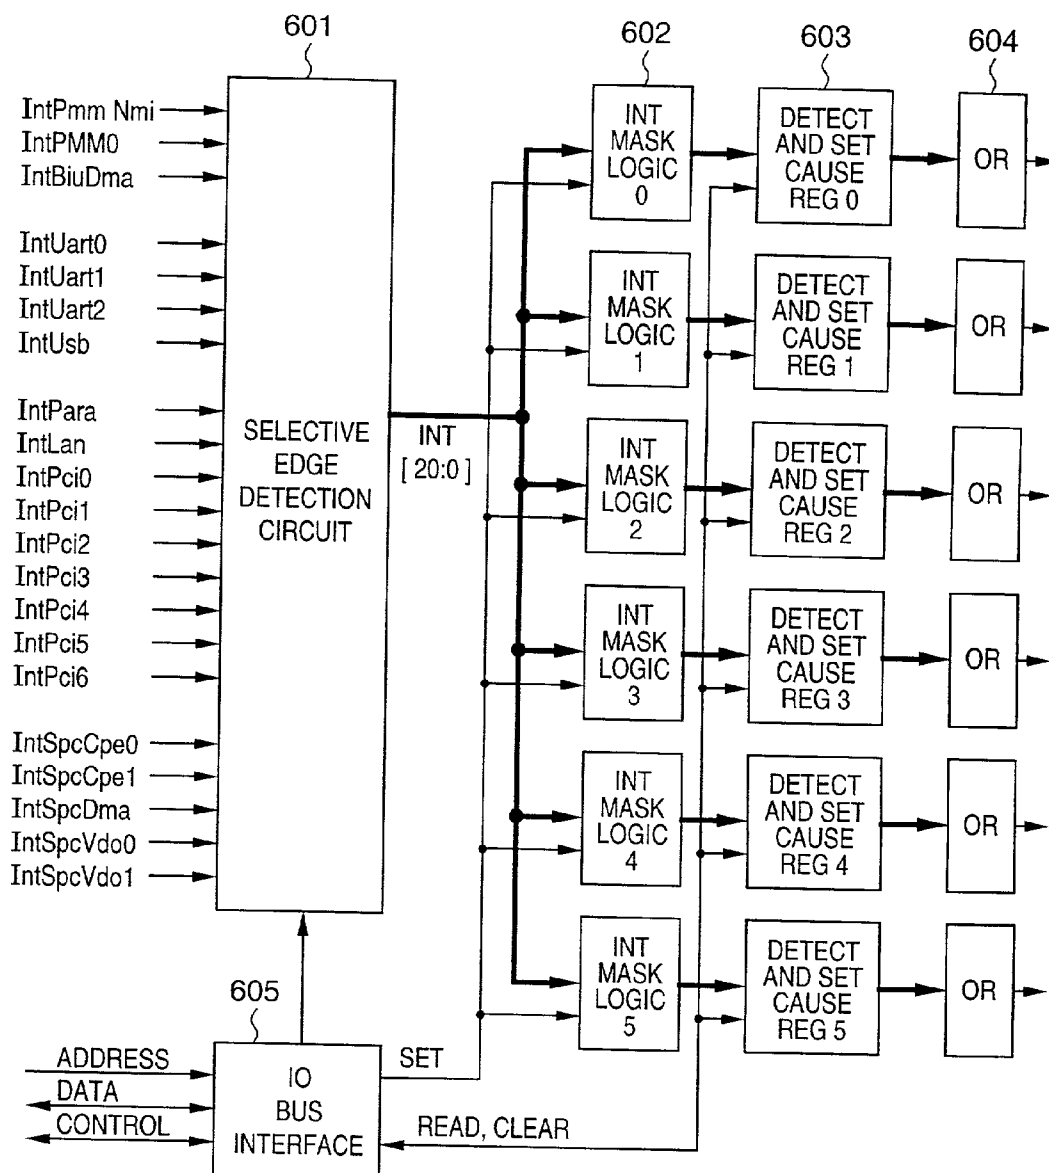 601
602
603
604
IntPmm Nmi
IntPMM0
IntBiuDma
IntUart0
IntUart1
IntUart2
IntUsb
IntPara
IntLan
IntPci0
IntPci1
IntPci2
IntPci3
IntPci4
IntPci5
IntPci6
IntSpcCpe0
IntSpcCpe1
IntSpcDma
IntSpcVdo0
IntSpcVdo1
SELECTIVE
EDGE
DETECTION
CIRCUIT
INT
[ 20:0 ]
INT
MASK
LOGIC
0
DETECT
AND SET
CAUSE
REG 0
OR
INT
MASK
LOGIC
1
DETECT
AND SET
CAUSE
REG 1
OR
INT
MASK
LOGIC
2
DETECT
AND SET
CAUSE
REG 2
OR
INT
MASK
LOGIC
3
DETECT
AND SET
CAUSE
REG 3
OR
INT
MASK
LOGIC
4
DETECT
AND SET
CAUSE
REG 4
OR
INT
MASK
LOGIC
5
DETECT
AND SET
CAUSE
REG 5
OR
605
ADDRESS
DATA
CONTROL
IO
BUS
INTERFACE
SET
READ, CLEAR